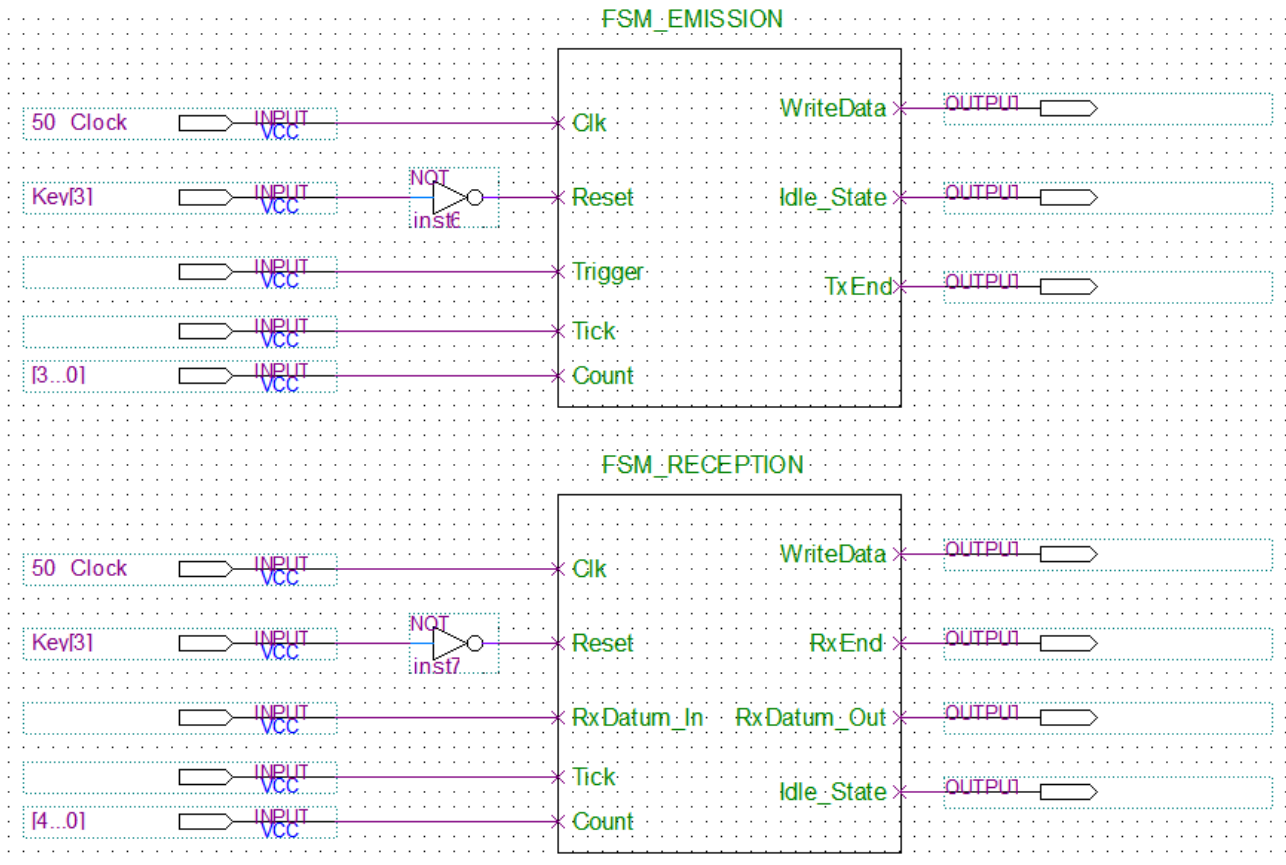 FSM_EMISSION
50 Clock INPUT VCC Clk WriteData OUTPUT
Key[3] INPUT VCC NOT inst6 Reset Idle_State OUTPUT
INPUT VCC Trigger TxEnd OUTPUT
INPUT VCC Tick
[3...0] INPUT VCC Count
FSM_RECEPTION
50 Clock INPUT VCC Clk WriteData OUTPUT
Key[3] INPUT VCC NOT inst7 Reset RxEnd OUTPUT
INPUT VCC RxDatum_In RxDatum_Out OUTPUT
INPUT VCC Tick Idle_State OUTPUT
[4...0] INPUT VCC Count